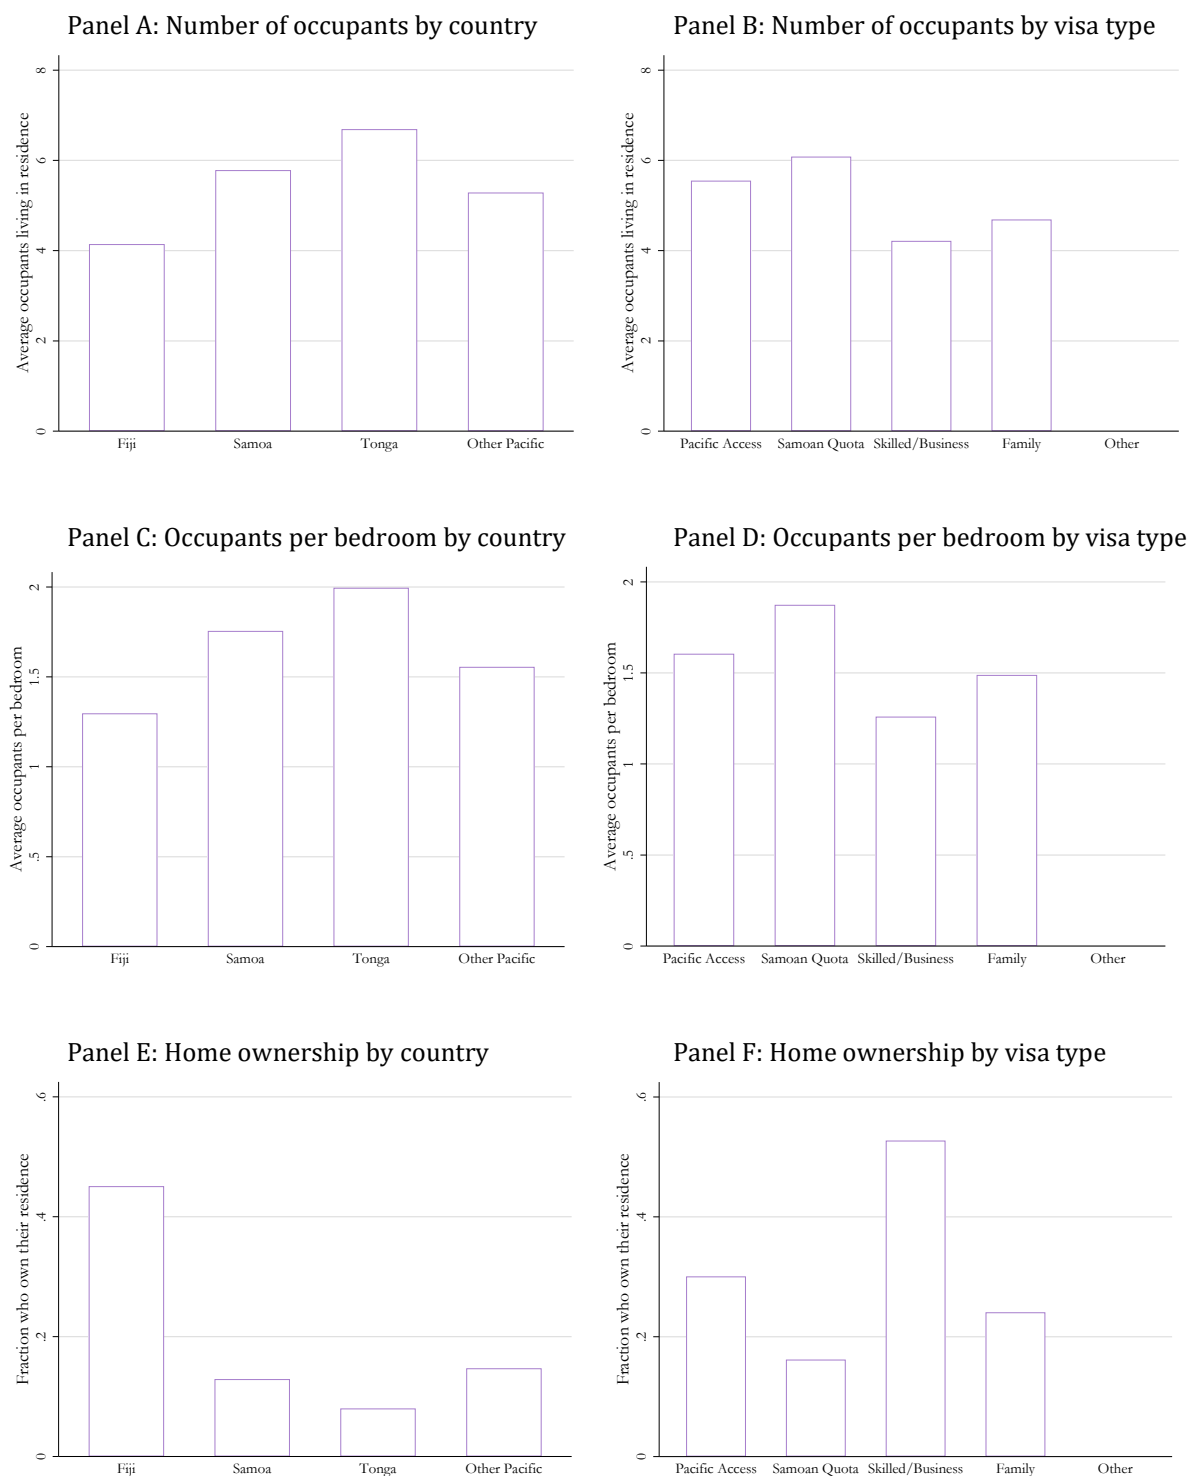 Panel A: Number of occupants by country
Average occupants living in residence
8
6
4
2
0
Fiji Samoa Tonga Other Pacific
Panel B: Number of occupants by visa type
Average occupants living in residence
8
6
4
2
0
Pacific Access Samoan Quota Skilled/Business Family Other
Panel C: Occupants per bedroom by country
Average occupants per bedroom
2
1.5
1
.5
0
Fiji Samoa Tonga Other Pacific
Panel D: Occupants per bedroom by visa type
Average occupants per bedroom
2
1.5
1
.5
0
Pacific Access Samoan Quota Skilled/Business Family Other
Panel E: Home ownership by country
Fraction who own their residence
.6
.4
.2
0
Fiji Samoa Tonga Other Pacific
Panel F: Home ownership by visa type
Fraction who own their residence
.6
.4
.2
0
Pacific Access Samoan Quota Skilled/Business Family Other